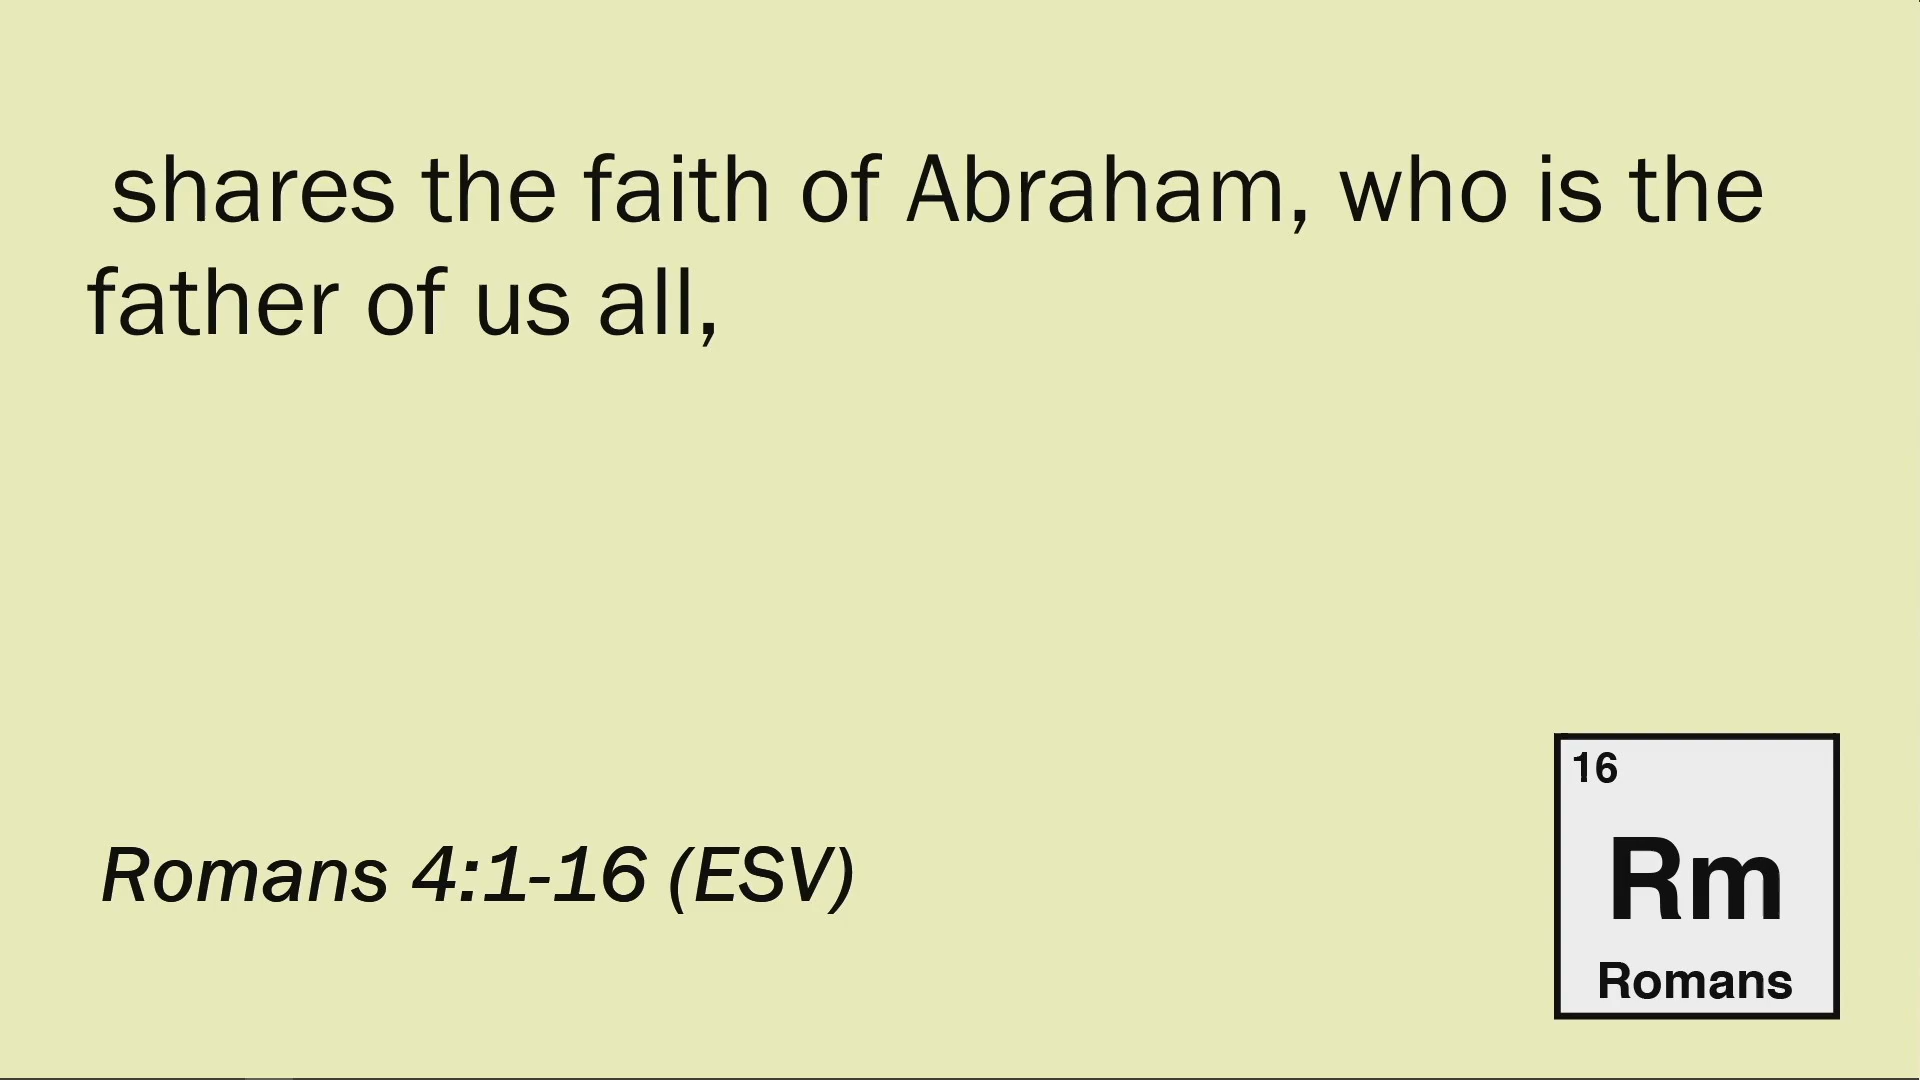 shares the faith of Abraham, who is the
father of us all,
Romans 4:1-16 (ESV)
16
Rm
Romans